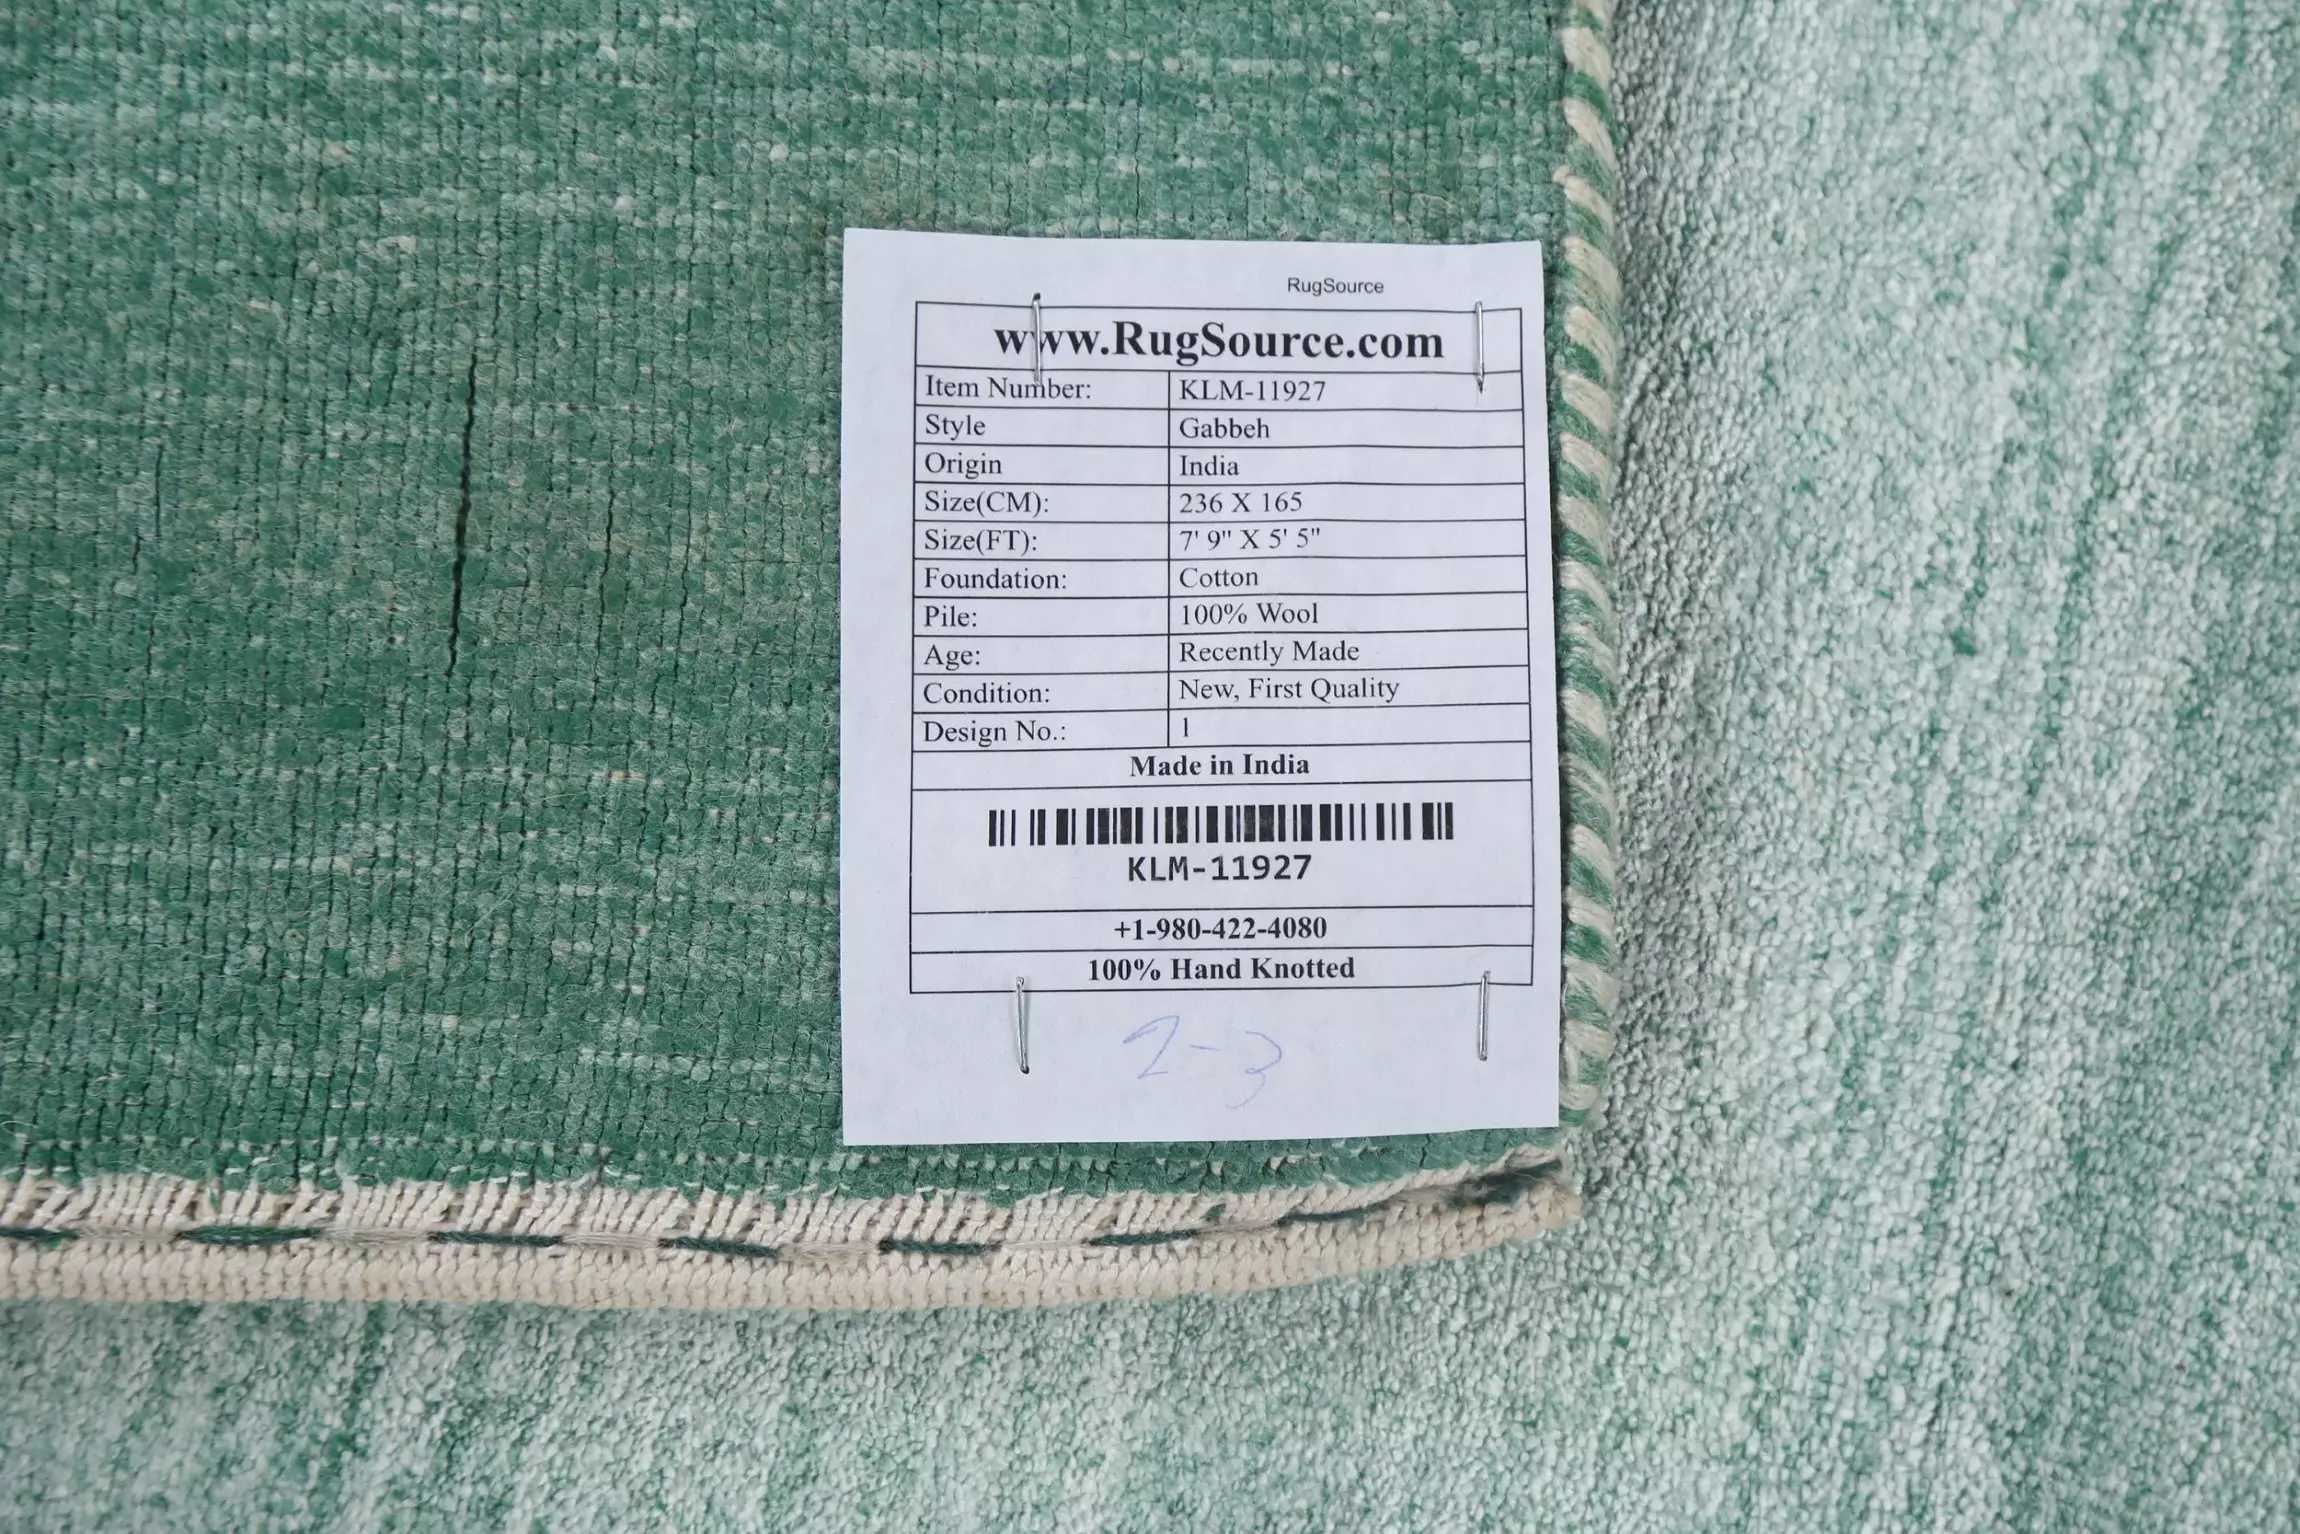 RugSource
www.RugSource.com
Item Number: KLM-11927
Style Gabbeh
Origin India
Size(CM): 236 X 165
Size(FT): 7' 9" X 5' 5"
Foundation: Cotton
Pile: 100% Wool
Age: Recently Made
Condition: New, First Quality
Design No.: 1
Made in India
KLM-11927
+1-980-422-4080
100% Hand Knotted
2-3